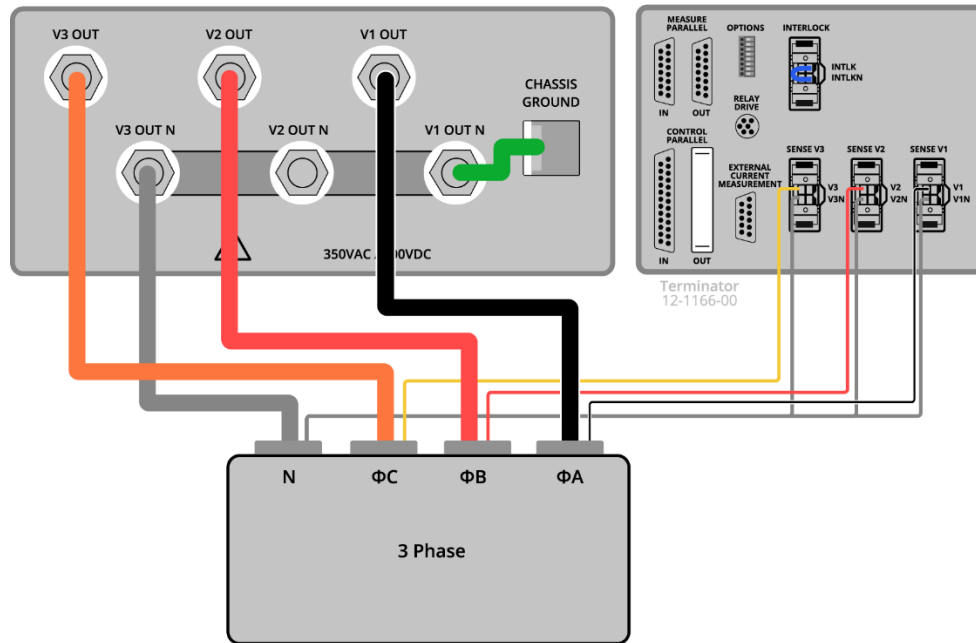 V3 OUT
V2 OUT
V1 OUT
CHASSIS
GROUND
V3 OUT N
V2 OUT N
V1 OUT N
350VAC
VDC
MEASURE
PARALLEL
OPTIONS
INTERLOCK
INTLK
INTLKN
IN
OUT
RELAY
DRIVE
CONTROL
PARALLEL
EXTERNAL
CURRENT
MEASUREMENT
SENSE V3
SENSE V2
SENSE V1
V3
V3N
V2
V2N
V1
V1N
IN
OUT
Terminator
12-1166-00
N
ΦC
ΦB
ΦA
3 Phase